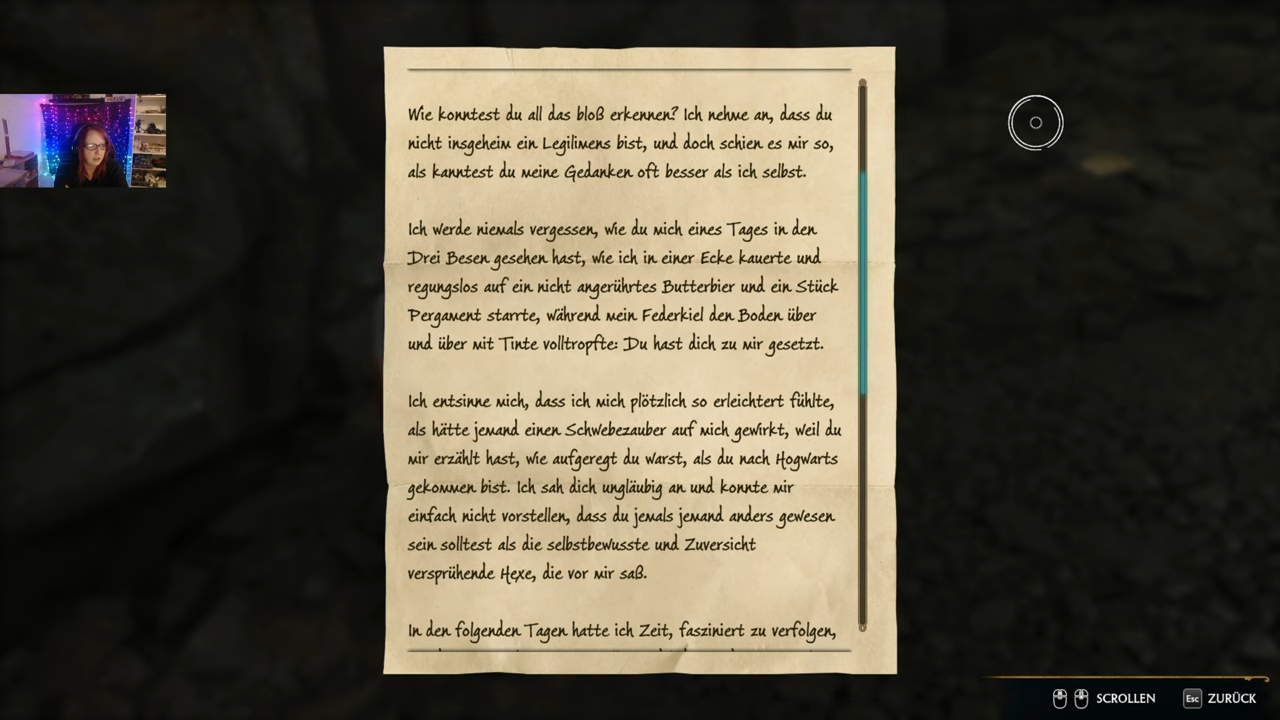 Wie konntest du all das bloß erkennen? Ich nehme an, dass du
nicht insgeheim ein Legilimens bist, und doch schien es mir so,
als kanntest du meine Gedanken oft besser als ich selbst.
Ich werde niemals vergessen, wie du mich eines Tages in den
Drei Besen gesehen hast, wie ich in einer Ecke kauerte und
regungslos auf ein nicht angerührtes Butterbier und ein Stück
Pergament starrte, während mein Federkiel den Boden über
und über mit Tinte volltropfte: Du hast dich zu mir gesetzt.
Ich entsinne mich, dass ich mich plötzlich so erleichtert fühlte,
als hätte jemand einen Schwebezauber auf mich gewirkt, weil du
mir erzählt hast, wie aufgeregt du warst, als du nach Hogwarts
gekommen bist. Ich sah dich ungläubig an und konnte mir
einfach nicht vorstellen, dass du jemals jemand anders gewesen
sein solltest als die selbstbewusste und Zuversicht
versprühende Hexe, die vor mir saß.
In den folgenden Tagen hatte ich Zeit, fasziniert zu verfolgen,
SCROLLEN
Esc ZURÜCK